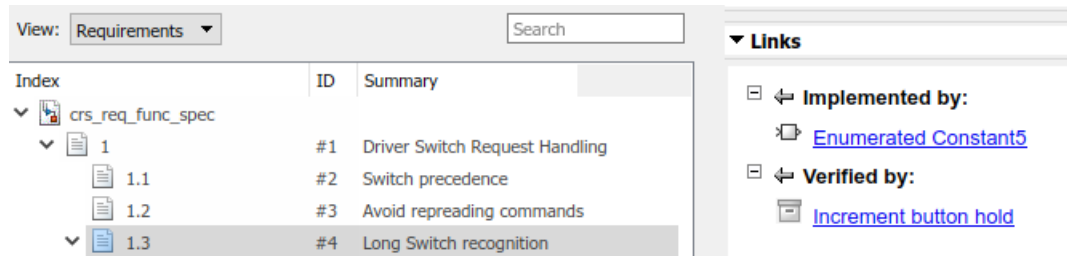 View: Requirements Search
Index ID Summary
crs_req_func_spec
1 #1 Driver Switch Request Handling
1.1 #2 Switch precedence
1.2 #3 Avoid repreading commands
1.3 #4 Long Switch recognition
Links
Implemented by:
Enumerated Constant5
Verified by:
Increment button hold